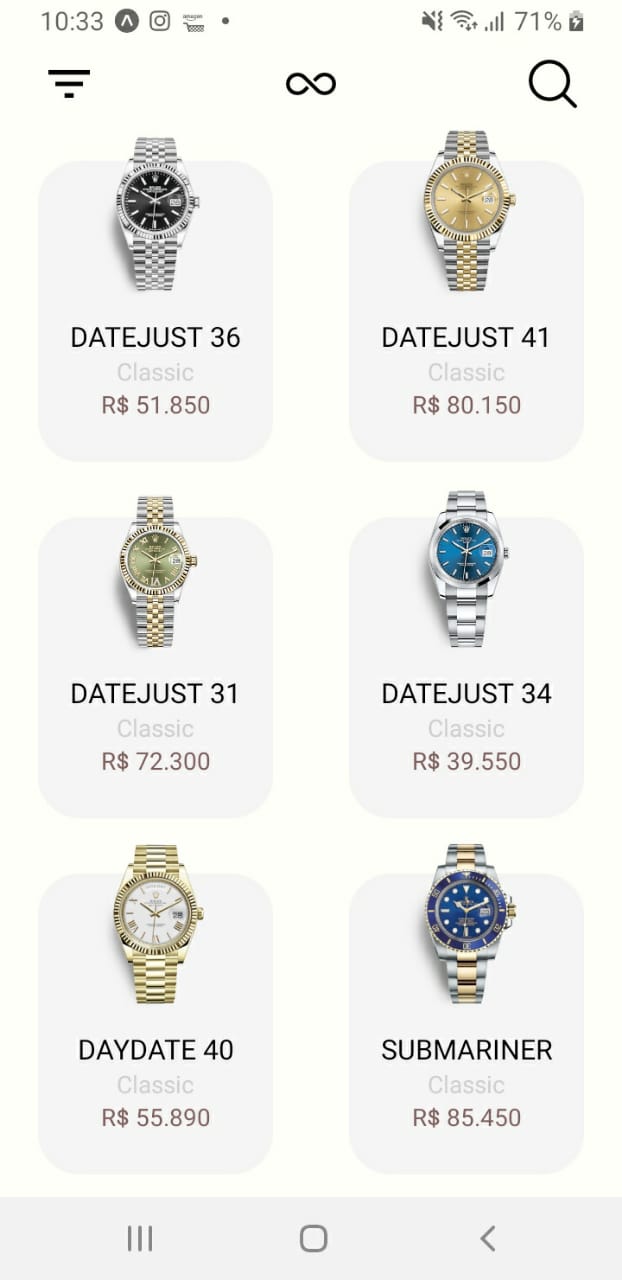 10:33
71%
DATEJUST 36
Classic
R$ 51.850
DATEJUST 41
Classic
R$ 80.150
DATEJUST 31
Classic
R$ 72.300
DATEJUST 34
Classic
R$ 39.550
DAYDATE 40
Classic
R$ 55.890
SUBMARINER
Classic
R$ 85.450